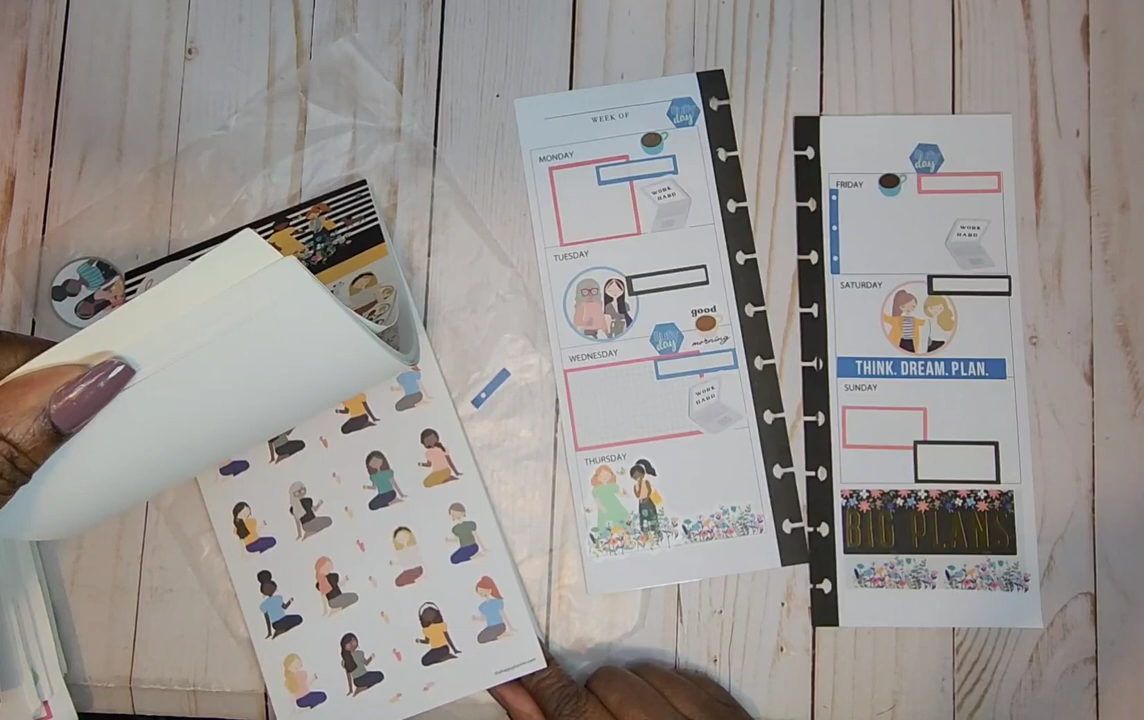 WEEK OF
day
MONDAY
WORK
HARD
TUESDAY
good
morning
day
WEDNESDAY
WORK
HARD
THURSDAY
day
FRIDAY
WORK
HARD
SATURDAY
THINK. DREAM. PLAN.
SUNDAY
BIG PLANS